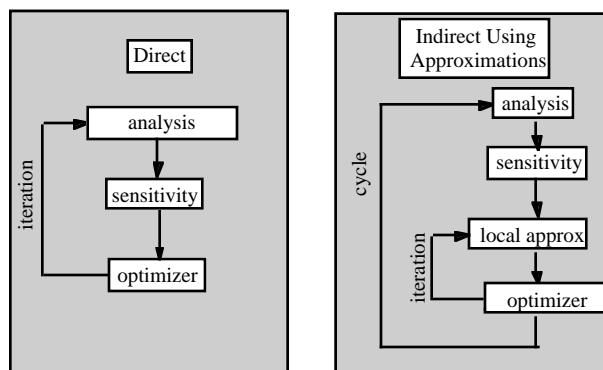 Direct
analysis
sensitivity
optimizer
iteration
Indirect Using
Approximations
analysis
sensitivity
local approx
optimizer
iteration
cycle